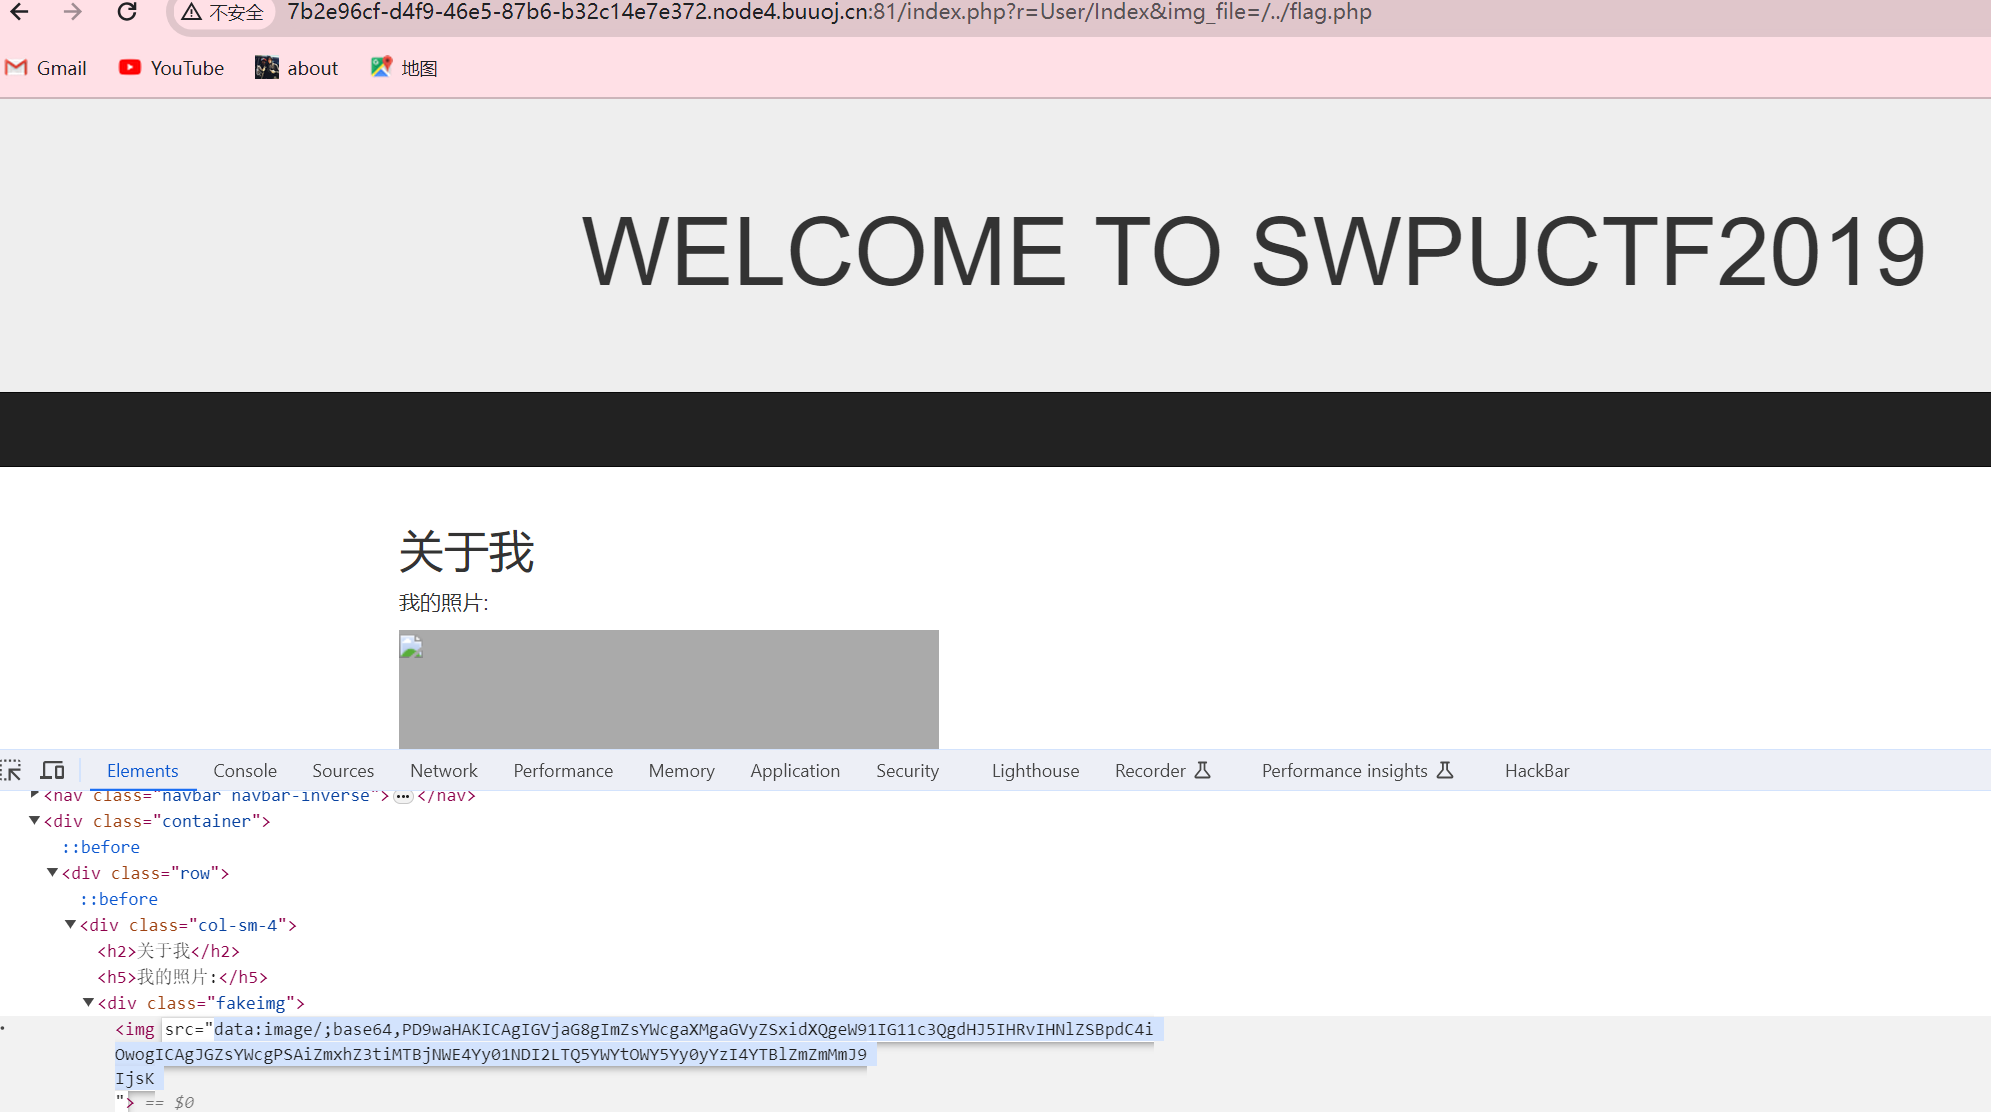 不安全 7b2e96cf-d4f9-46e5-87b6-b32c14e7e372.node4.buuoj.cn:81/index.php?r=User/Index&img_file=/../flag.php
Gmail YouTube about 地图
WELCOME TO SWPUCTF2019
关于我
我的照片:
Elements Console Sources Network Performance Memory Application Security Lighthouse Recorder Performance insights HackBar
<nav class="navbar navbar-inverse">…</nav>
<div class="container">
::before
<div class="row">
::before
<div class="col-sm-4">
<h2>关于我</h2>
<h5>我的照片:</h5>
<div class="fakeimg">
<img src="data:image/;base64,PD9waHAKICAgIGVjaG8gImZsYWcgaXMgaGVyZSxidXQgeW91IG11c3QgdHJ5IHRvIHNlZSBpdC4i
OwogICAgJGZsYWcgPSAiZmxhZ3tiMTBjNWE4Yy01NDI2LTQ5YWYtOWY5Yy0yYzI4YTBlZmZmMmJ9
IjsK
"> == $0